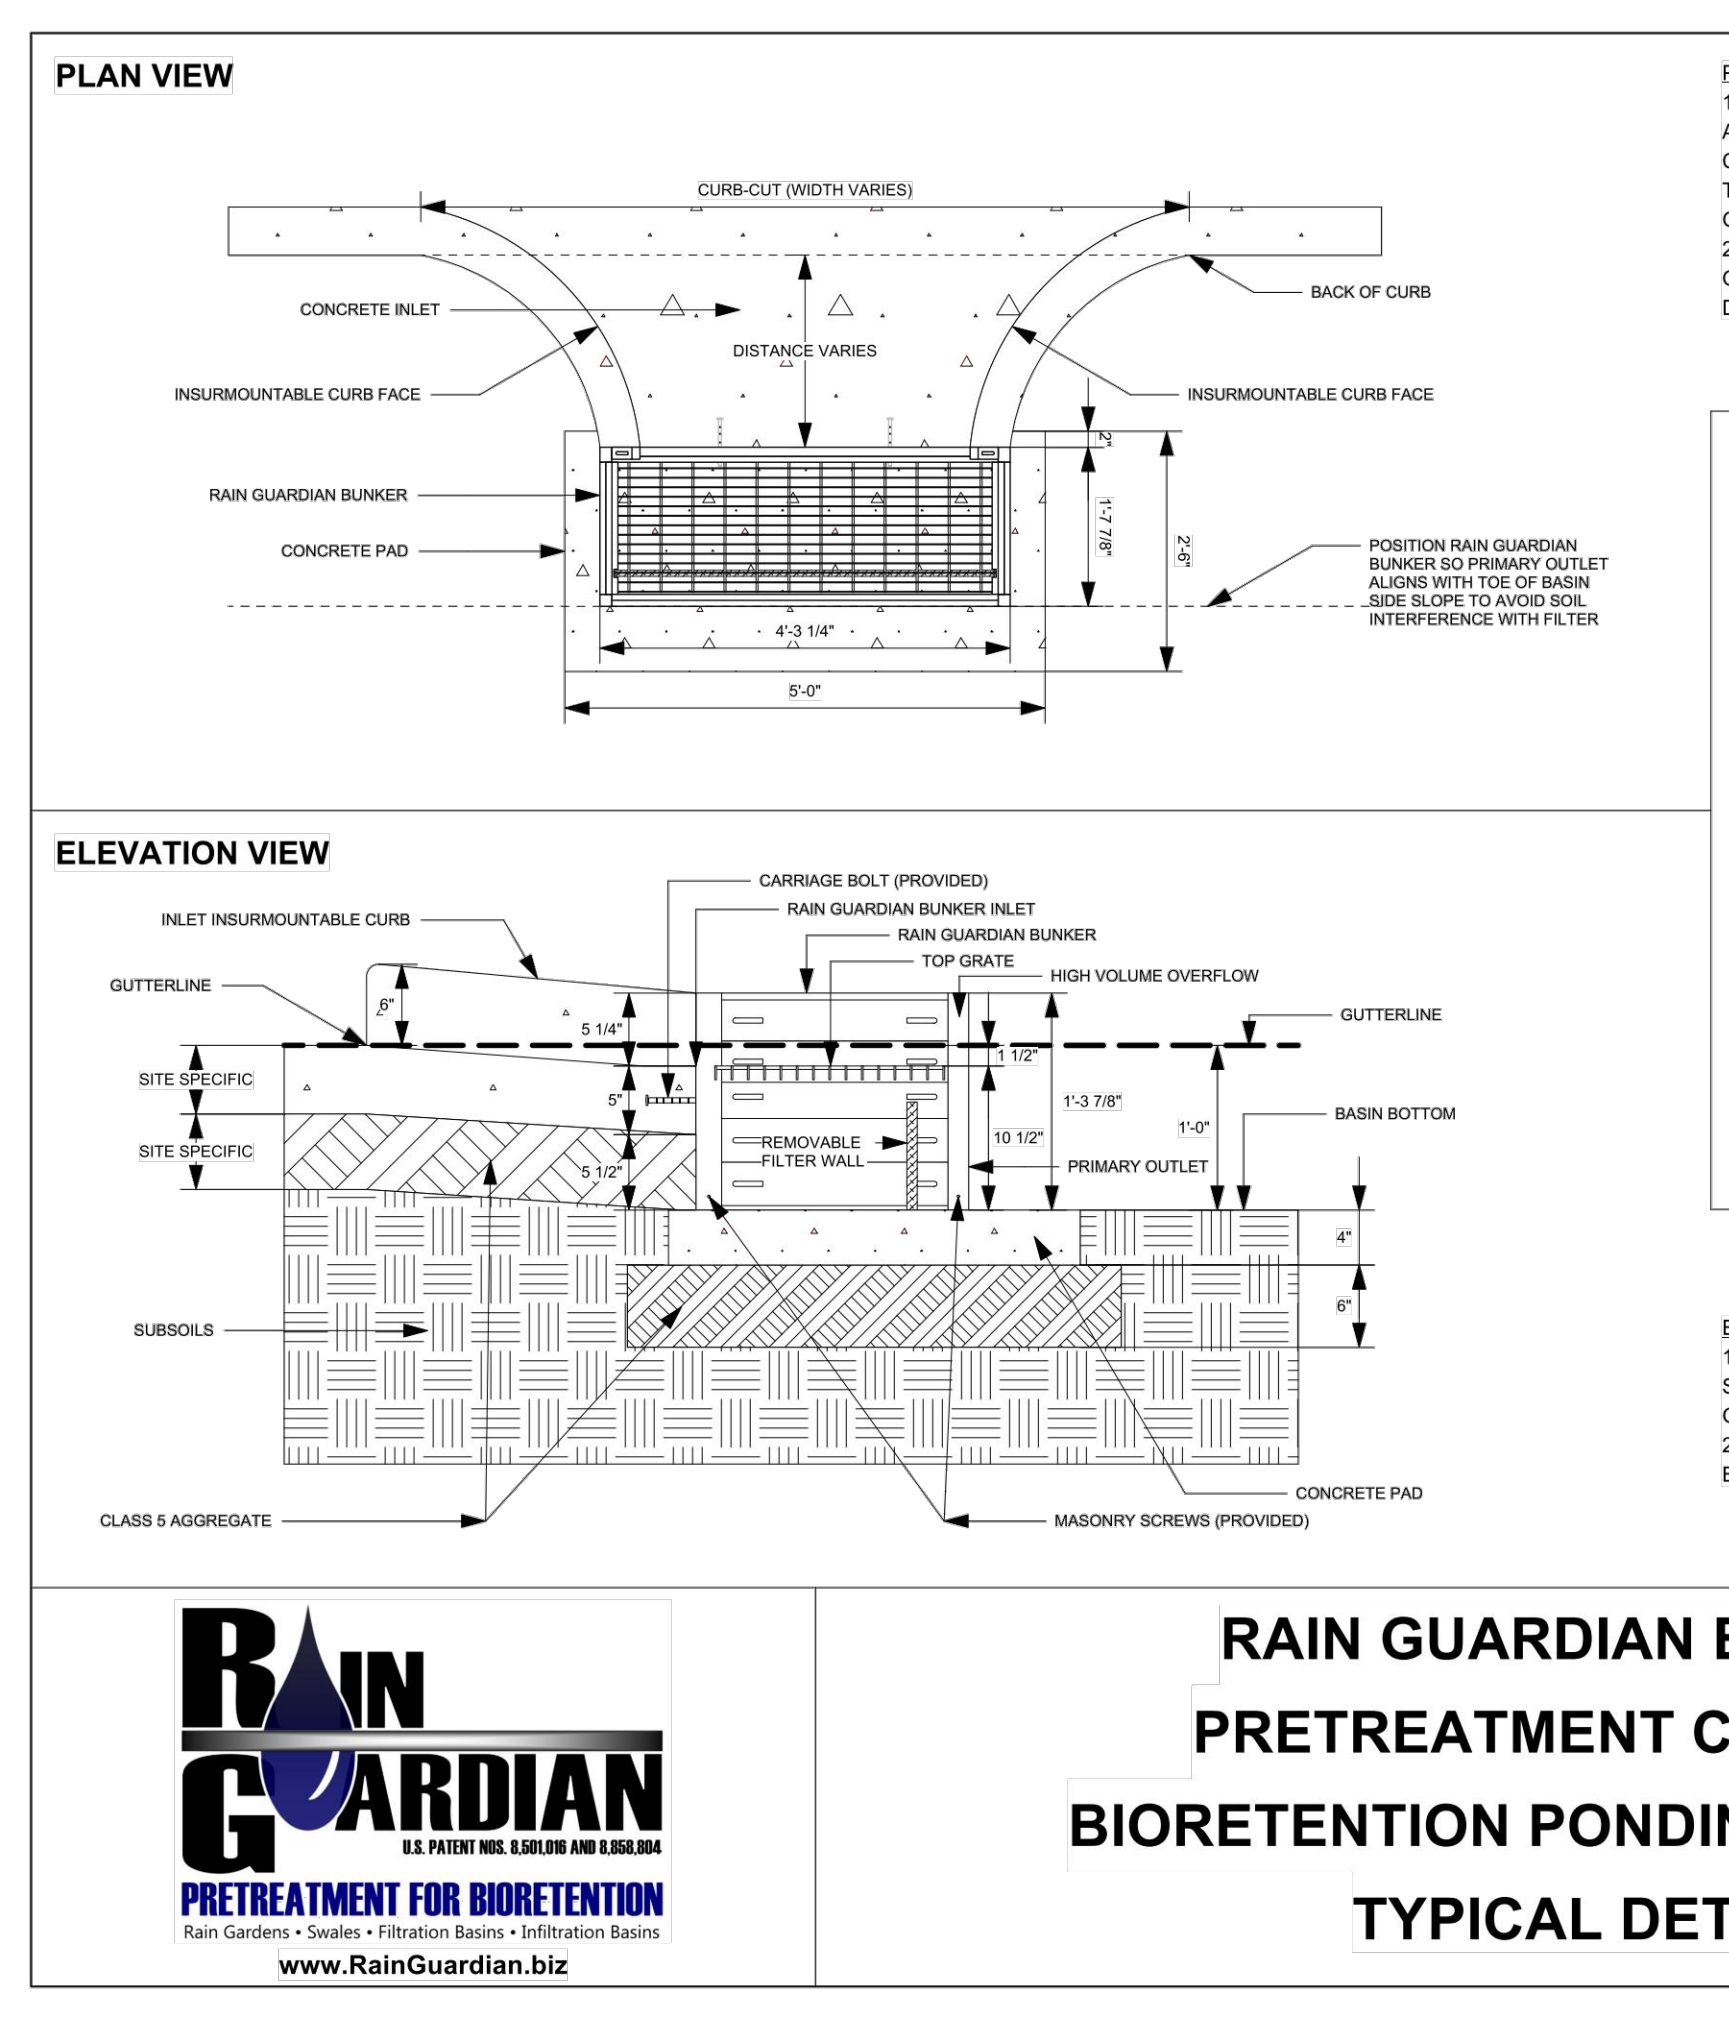 PLAN VIEW
CURB-CUT (WIDTH VARIES)
CONCRETE INLET
BACK OF CURB
DISTANCE VARIES
INSURMOUNTABLE CURB FACE
INSURMOUNTABLE CURB FACE
2"
RAIN GUARDIAN BUNKER
1'-7 7/8"
CONCRETE PAD
2'-6"
POSITION RAIN GUARDIAN
BUNKER SO PRIMARY OUTLET
ALIGNS WITH TOE OF BASIN
SIDE SLOPE TO AVOID SOIL
INTERFERENCE WITH FILTER
4'-3 1/4"
5'-0"
ELEVATION VIEW
CARRIAGE BOLT (PROVIDED)
RAIN GUARDIAN BUNKER INLET
INLET INSURMOUNTABLE CURB
RAIN GUARDIAN BUNKER
TOP GRATE
HIGH VOLUME OVERFLOW
GUTTERLINE
6"
GUTTERLINE
5 1/4"
1 1/2"
SITE SPECIFIC
5"
1'-3 7/8"
BASIN BOTTOM
1'-0"
10 1/2"
REMOVABLE
FILTER WALL
SITE SPECIFIC
5 1/2"
PRIMARY OUTLET
4"
6"
SUBSOILS
CONCRETE PAD
CLASS 5 AGGREGATE
MASONRY SCREWS (PROVIDED)
RAIN
GUARDIAN
U.S. PATENT NOS. 8,501,016 AND 8,858,804
PRETREATMENT FOR BIORETENTION
Rain Gardens • Swales • Filtration Basins • Infiltration Basins
www.RainGuardian.biz
RAIN GUARDIAN
PRETREATMENT C
BIORETENTION PONDIN
TYPICAL DET